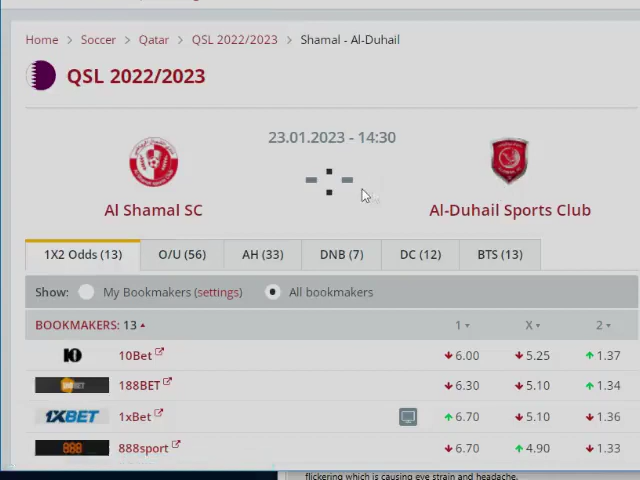 Home > Soccer > Qatar > QSL 2022/2023 > Shamal - Al-Duhail
QSL 2022/2023
23.01.2023 - 14:30
- : -
Al Shamal SC
Al-Duhail Sports Club
1X2 Odds (13) O/U (56) AH (33) DNB (7) DC (12) BTS (13)
Show: My Bookmakers (settings) All bookmakers
BOOKMAKERS: 13 1 X 2
10 10Bet 6.00 5.25 1.37
188BET 188BET 6.30 5.10 1.34
1XBET 1xBet 6.70 5.10 1.36
888 888sport 6.70 4.90 1.33
flickering which is causing eye strain and headache.